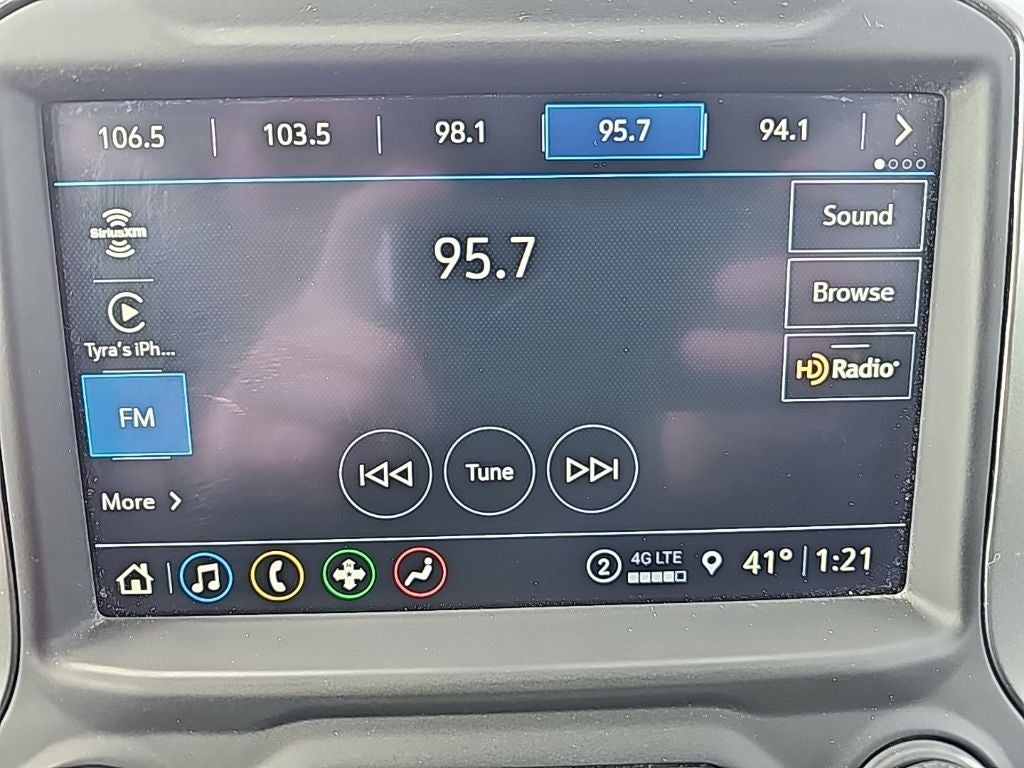 106.5 103.5 98.1 95.7 94.1
SiriusXM
95.7
Sound
Browse
Tyra's iPh...
HD Radio
FM
Tune
More
2 4G LTE 41° 1:21